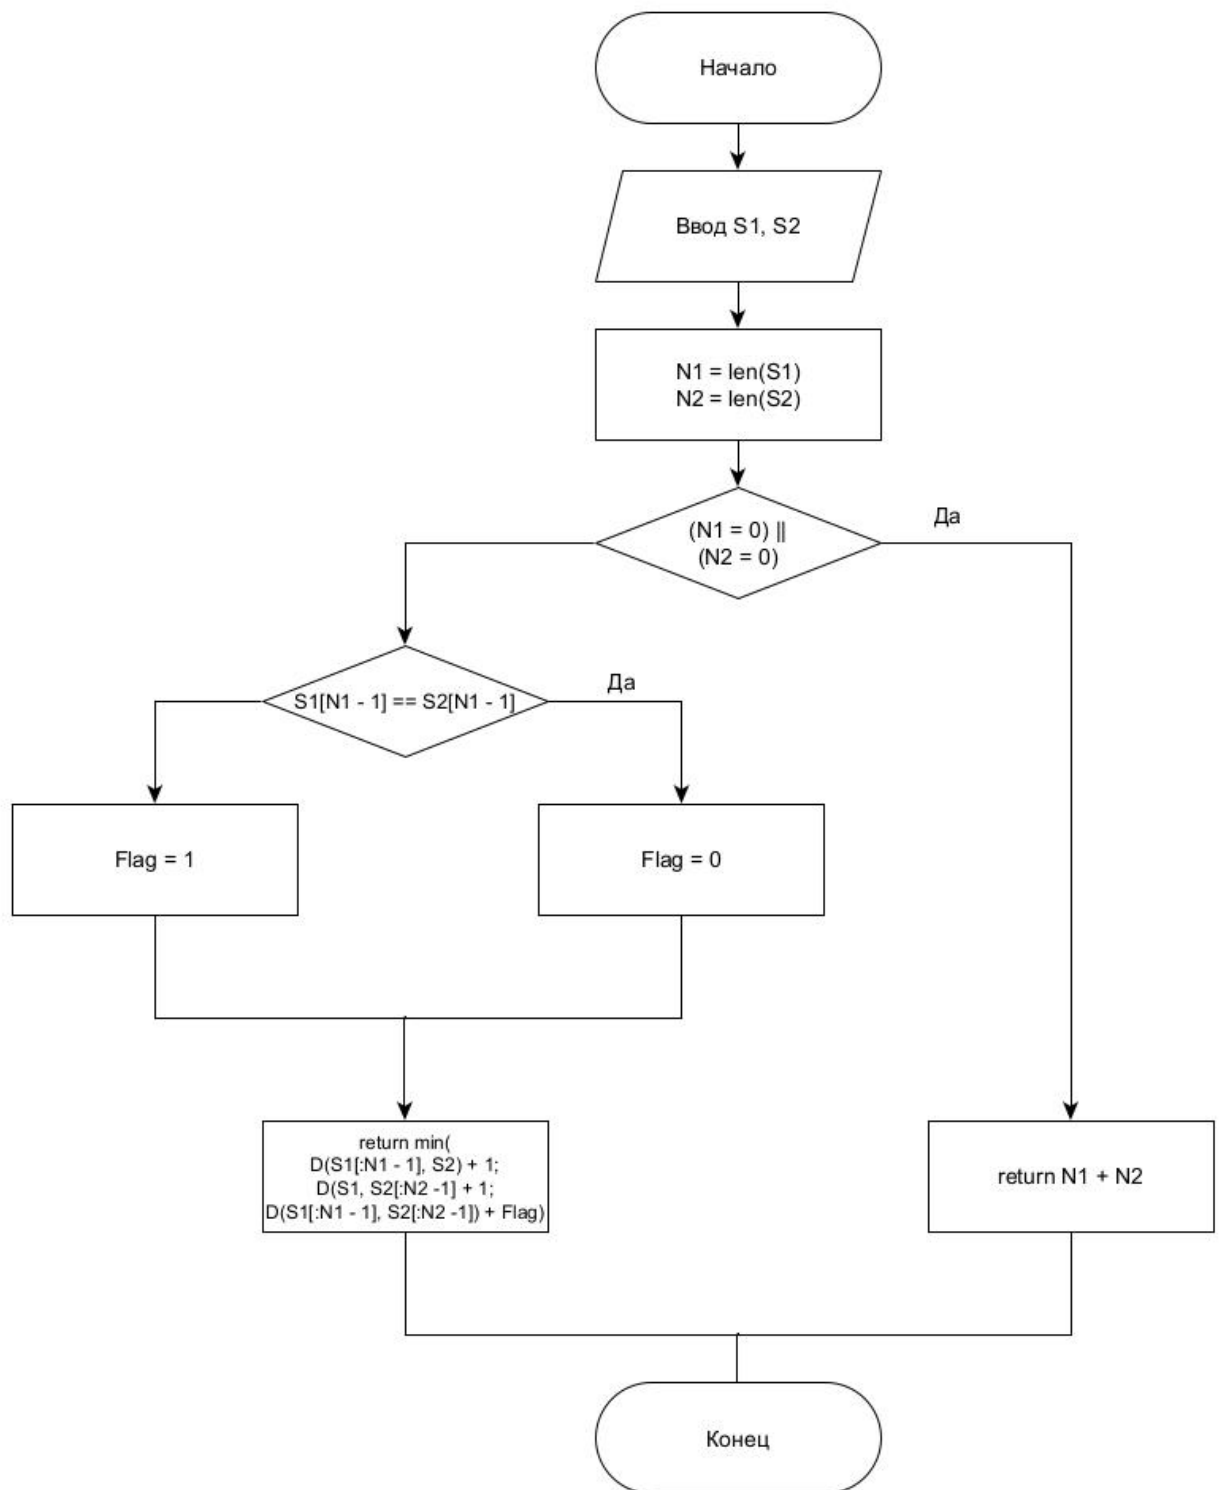 Начало
Ввод S1, S2
N1 = len(S1)
N2 = len(S2)
(N1 = 0) ||
(N2 = 0)
Да
S1[N1 - 1] == S2[N1 - 1]
Да
Flag = 1
Flag = 0
return min(
D(S1[:N1 - 1], S2) + 1;
D(S1, S2[:N2 -1] + 1;
D(S1[:N1 - 1], S2[:N2 -1]) + Flag)
return N1 + N2
Конец